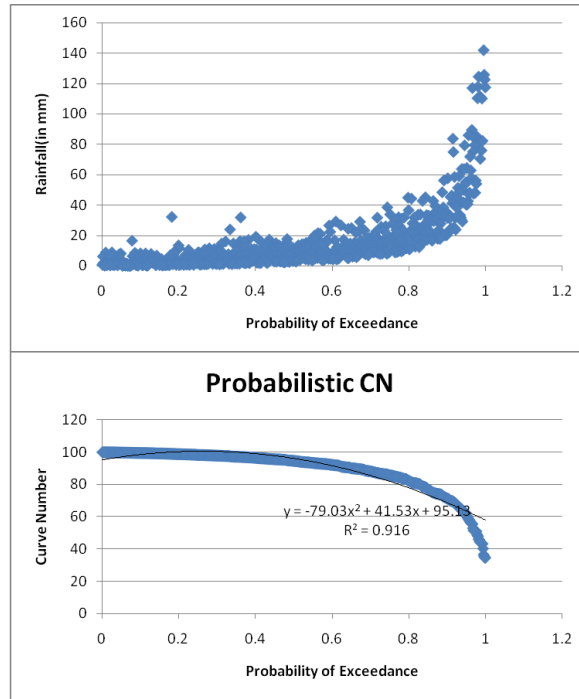 160
140
120
100
80
60
40
20
0
Rainfall(in mm)
0 0.2 0.4 0.6 0.8 1 1.2
Probability of Exceedance
Probabilistic CN
120
100
80
60
40
20
0
Curve Number
y = -79.03x² + 41.53x + 95.13
R² = 0.916
0 0.2 0.4 0.6 0.8 1 1.2
Probability of Exceedance